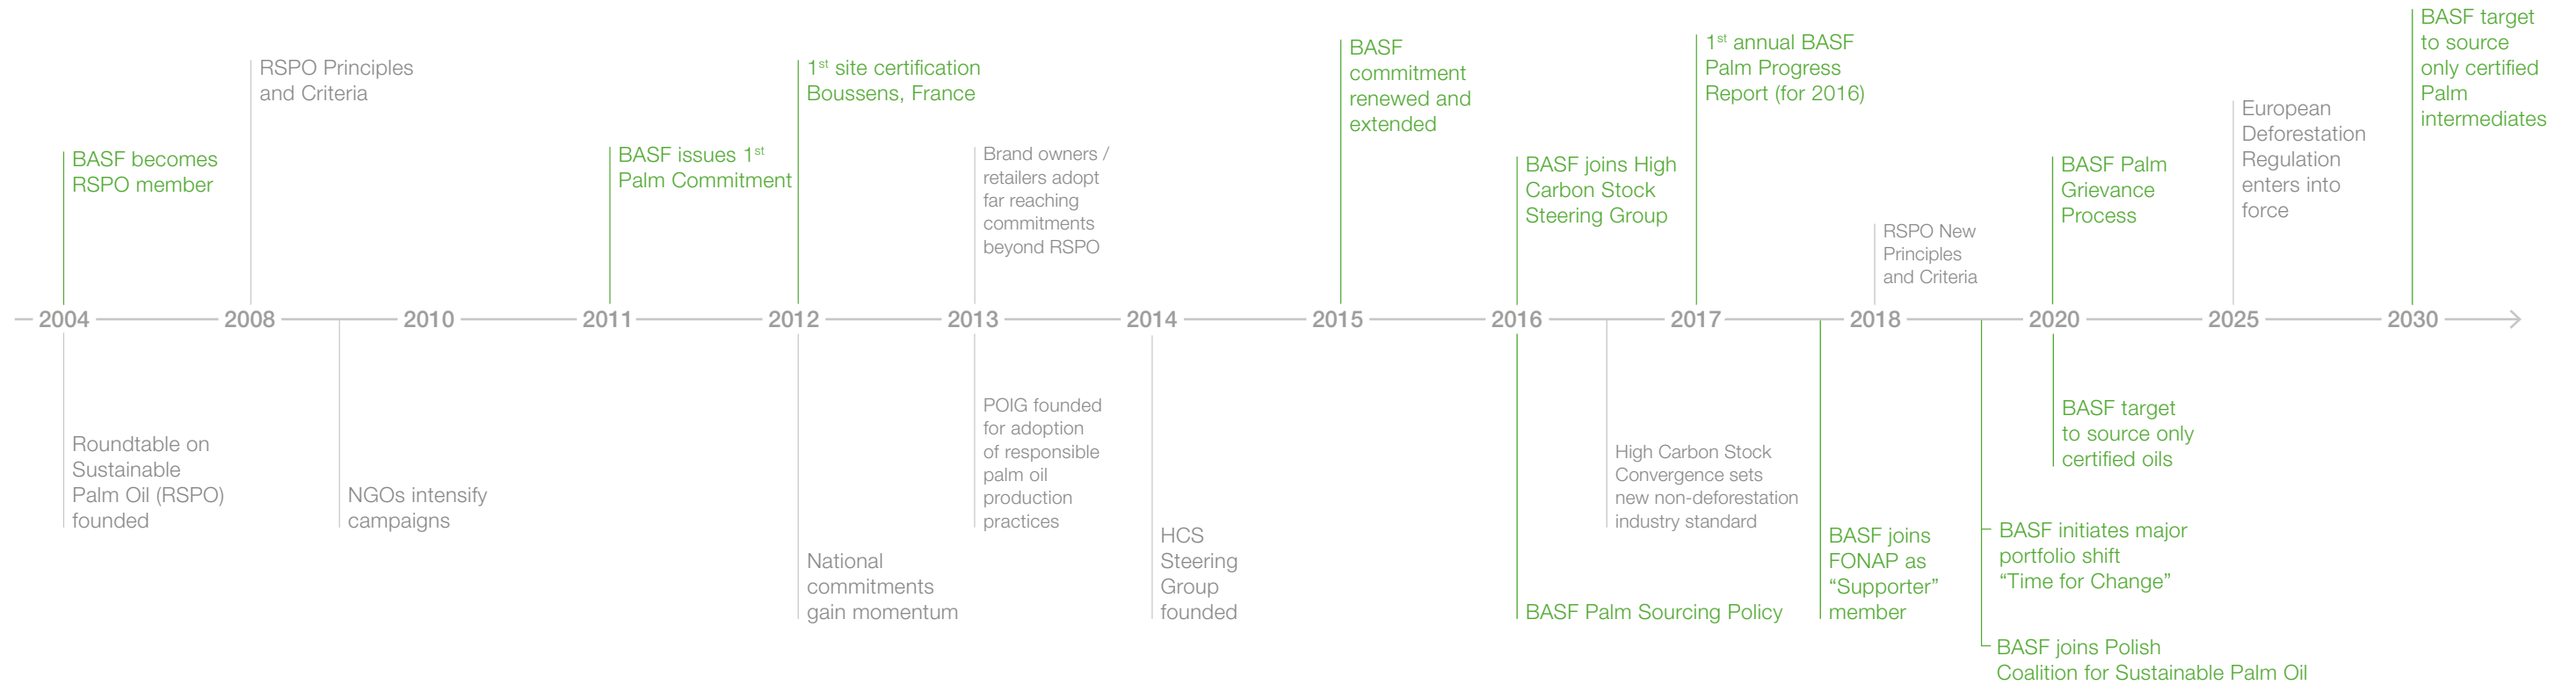 BASF becomes
RSPO member
RSPO Principles
and Criteria
BASF issues 1st
Palm Commitment
1st site certification
Boussens, France
Brand owners /
retailers adopt
far reaching
commitments
beyond RSPO
BASF
commitment
renewed and
extended
BASF joins High
Carbon Stock
Steering Group
1st annual BASF
Palm Progress
Report (for 2016)
RSPO New
Principles
and Criteria
BASF Palm
Grievance
Process
European
Deforestation
Regulation
enters into
force
BASF target
to source
only certified
Palm
intermediates
2004 2008 2010 2011 2012 2013 2014 2015 2016 2017 2018 2020 2025 2030
Roundtable on
Sustainable
Palm Oil (RSPO)
founded
NGOs intensify
campaigns
National
commitments
gain momentum
POIG founded
for adoption
of responsible
palm oil
production
practices
HCS
Steering
Group
founded
BASF Palm Sourcing Policy
High Carbon Stock
Convergence sets
new non-deforestation
industry standard
BASF joins
FONAP as
“Supporter”
member
BASF target
to source only
certified oils
BASF initiates major
portfolio shift
“Time for Change”
BASF joins Polish
Coalition for Sustainable Palm Oil